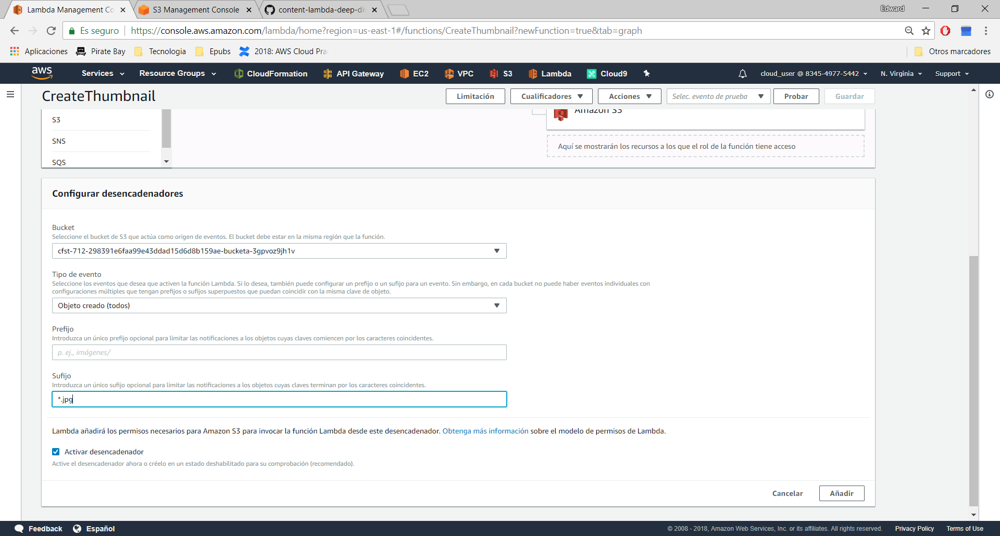 Lambda Management Co
S3 Management Console
content-lambda-deep-di
Edward
Es seguro
https://console.aws.amazon.com/lambda/home?region=us-east-1#/functions/CreateThumbnail?newFunction=true&tab=graph
Aplicaciones
Pirate Bay
Tecnologia
Epubs
2018: AWS Cloud Pra
Otros marcadores
aws
Services
Resource Groups
CloudFormation
API Gateway
EC2
VPC
S3
Lambda
Cloud9
cloud_user @ 8345-4977-5442
N. Virginia
Support
CreateThumbnail
Limitación
Cualificadores
Acciones
Selec. evento de prueba
Probar
Guardar
S3
SNS
SQS
Amazon S3
Aquí se mostrarán los recursos a los que el rol de la función tiene acceso
Configurar desencadenadores
Bucket
Seleccione el bucket de S3 que actúa como origen de eventos. El bucket debe estar en la misma región que la función.
cfst-712-298391e6faa99e43ddad15d6d8b159ae-bucketa-3gpvoz9jh1v
Tipo de evento
Seleccione los eventos que desea que activen la función Lambda. Si lo desea, también puede configurar un prefijo o un sufijo para un evento. Sin embargo, en cada bucket no puede haber eventos individuales con
configuraciones múltiples que tengan prefijos o sufijos superpuestos que puedan coincidir con la misma clave de objeto.
Objeto creado (todos)
Prefijo
Introduzca un único prefijo opcional para limitar las notificaciones a los objetos cuyas claves comiencen por los caracteres coincidentes.
p. ej., imágenes/
Sufijo
Introduzca un único sufijo opcional para limitar las notificaciones a los objetos cuyas claves terminan por los caracteres coincidentes.
*.jpg
Lambda añadirá los permisos necesarios para Amazon S3 para invocar la función Lambda desde este desencadenador. Obtenga más información sobre el modelo de permisos de Lambda.
Activar desencadenador
Active el desencadenador ahora o créelo en un estado deshabilitado para su comprobación (recomendado).
Cancelar
Añadir
Feedback
Español
© 2008 - 2018, Amazon Web Services, Inc. or its affiliates. All rights reserved.
Privacy Policy
Terms of Use